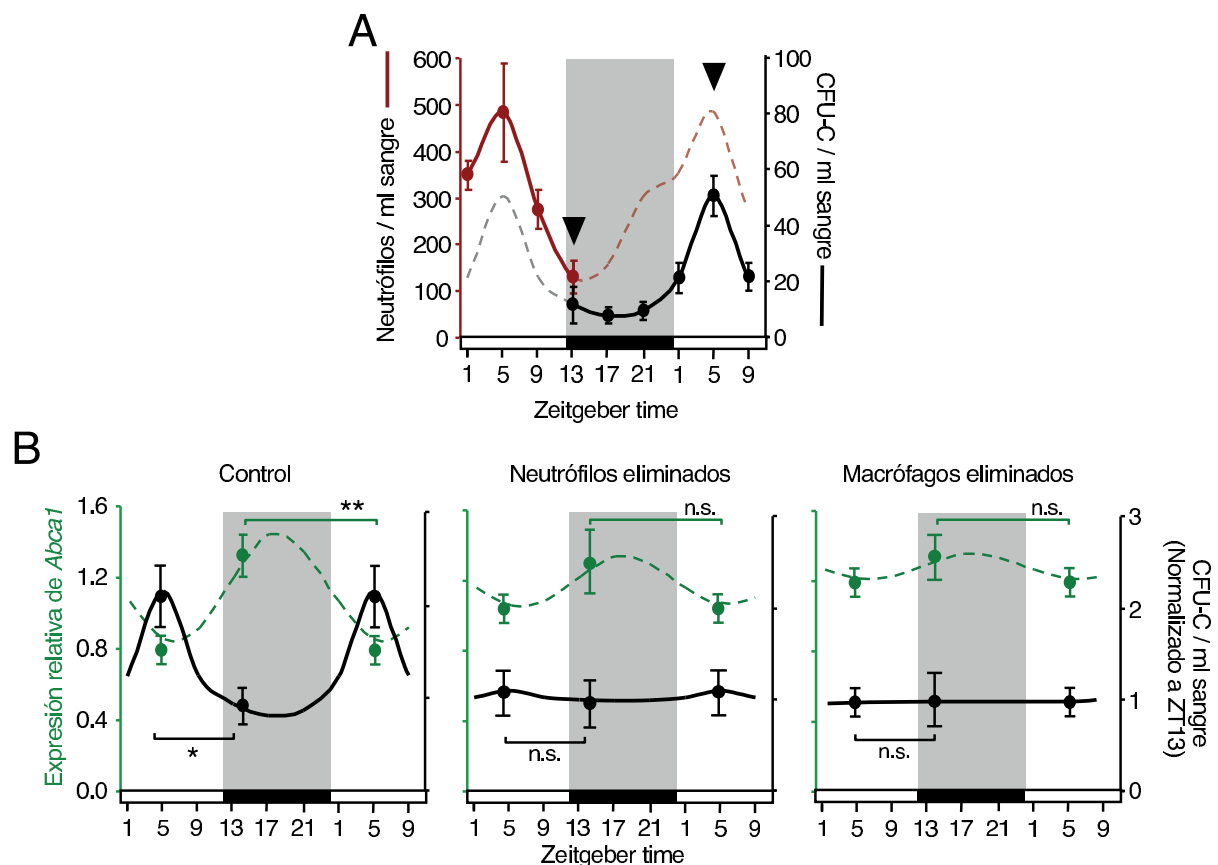 A
Neutrófilos / ml sangre
600
500
400
300
200
100
0
CFU-C / ml sangre
100
80
60
40
20
0
1 5 9 13 17 21 1 5 9
Zeitgeber time
B
Control
Neutrófilos eliminados
Macrófagos eliminados
Expresión relativa de Abca1
1.6
1.2
0.8
0.4
0.0
**
*
n.s.
n.s.
n.s.
n.s.
3
2
1
0
CFU-C / ml sangre
(Normalizado a ZT13)
1 5 9 13 17 21 1 5 9
1 5 9 13 17 21 1 5 9
1 5 9 13 17 21 1 5 9
Zeitgeber time